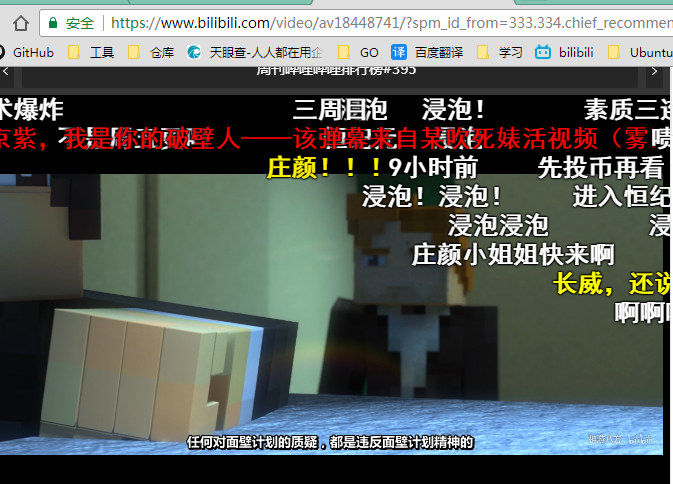 安全 https://www.bilibili.com/video/av18448741/?spm_id_from=333.334.chief_recommen
GitHub 工具 仓库 天眼查-人人都在用企 GO 译 百度翻译 学习 bilibili Ubuntu
周刊哔哩哔哩排行榜#395
术爆炸 三周目 浸泡 浸泡！ 素质三连
京紫，我是你的破壁人——该弹幕来自某吹死婊活视频（雾
庄颜！！！ 9小时前 先投币再看
浸泡！浸泡！ 进入恒纪
浸泡浸泡 浸
庄颜小姐姐快来啊
长威，还说
啊啊啊
任何对面壁计划的质疑，都是违反面壁计划精神的